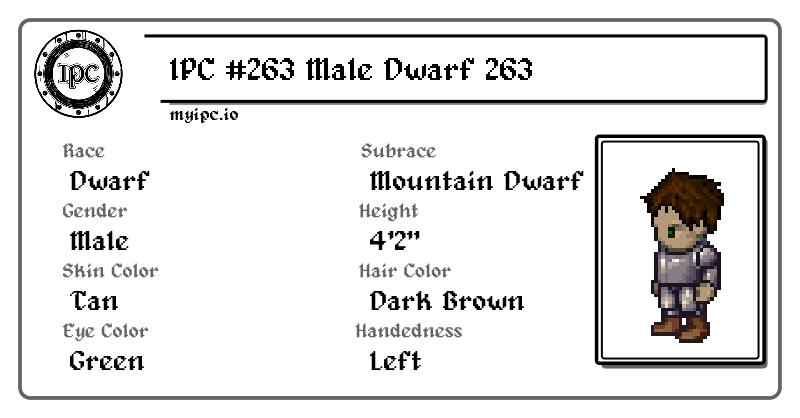 IPC
IPC #263 Male Dwarf 263
myipc.io
Race
Dwarf
Subrace
Mountain Dwarf
Gender
Male
Height
4'2"
Skin Color
Tan
Hair Color
Dark Brown
Eye Color
Green
Handedness
Left